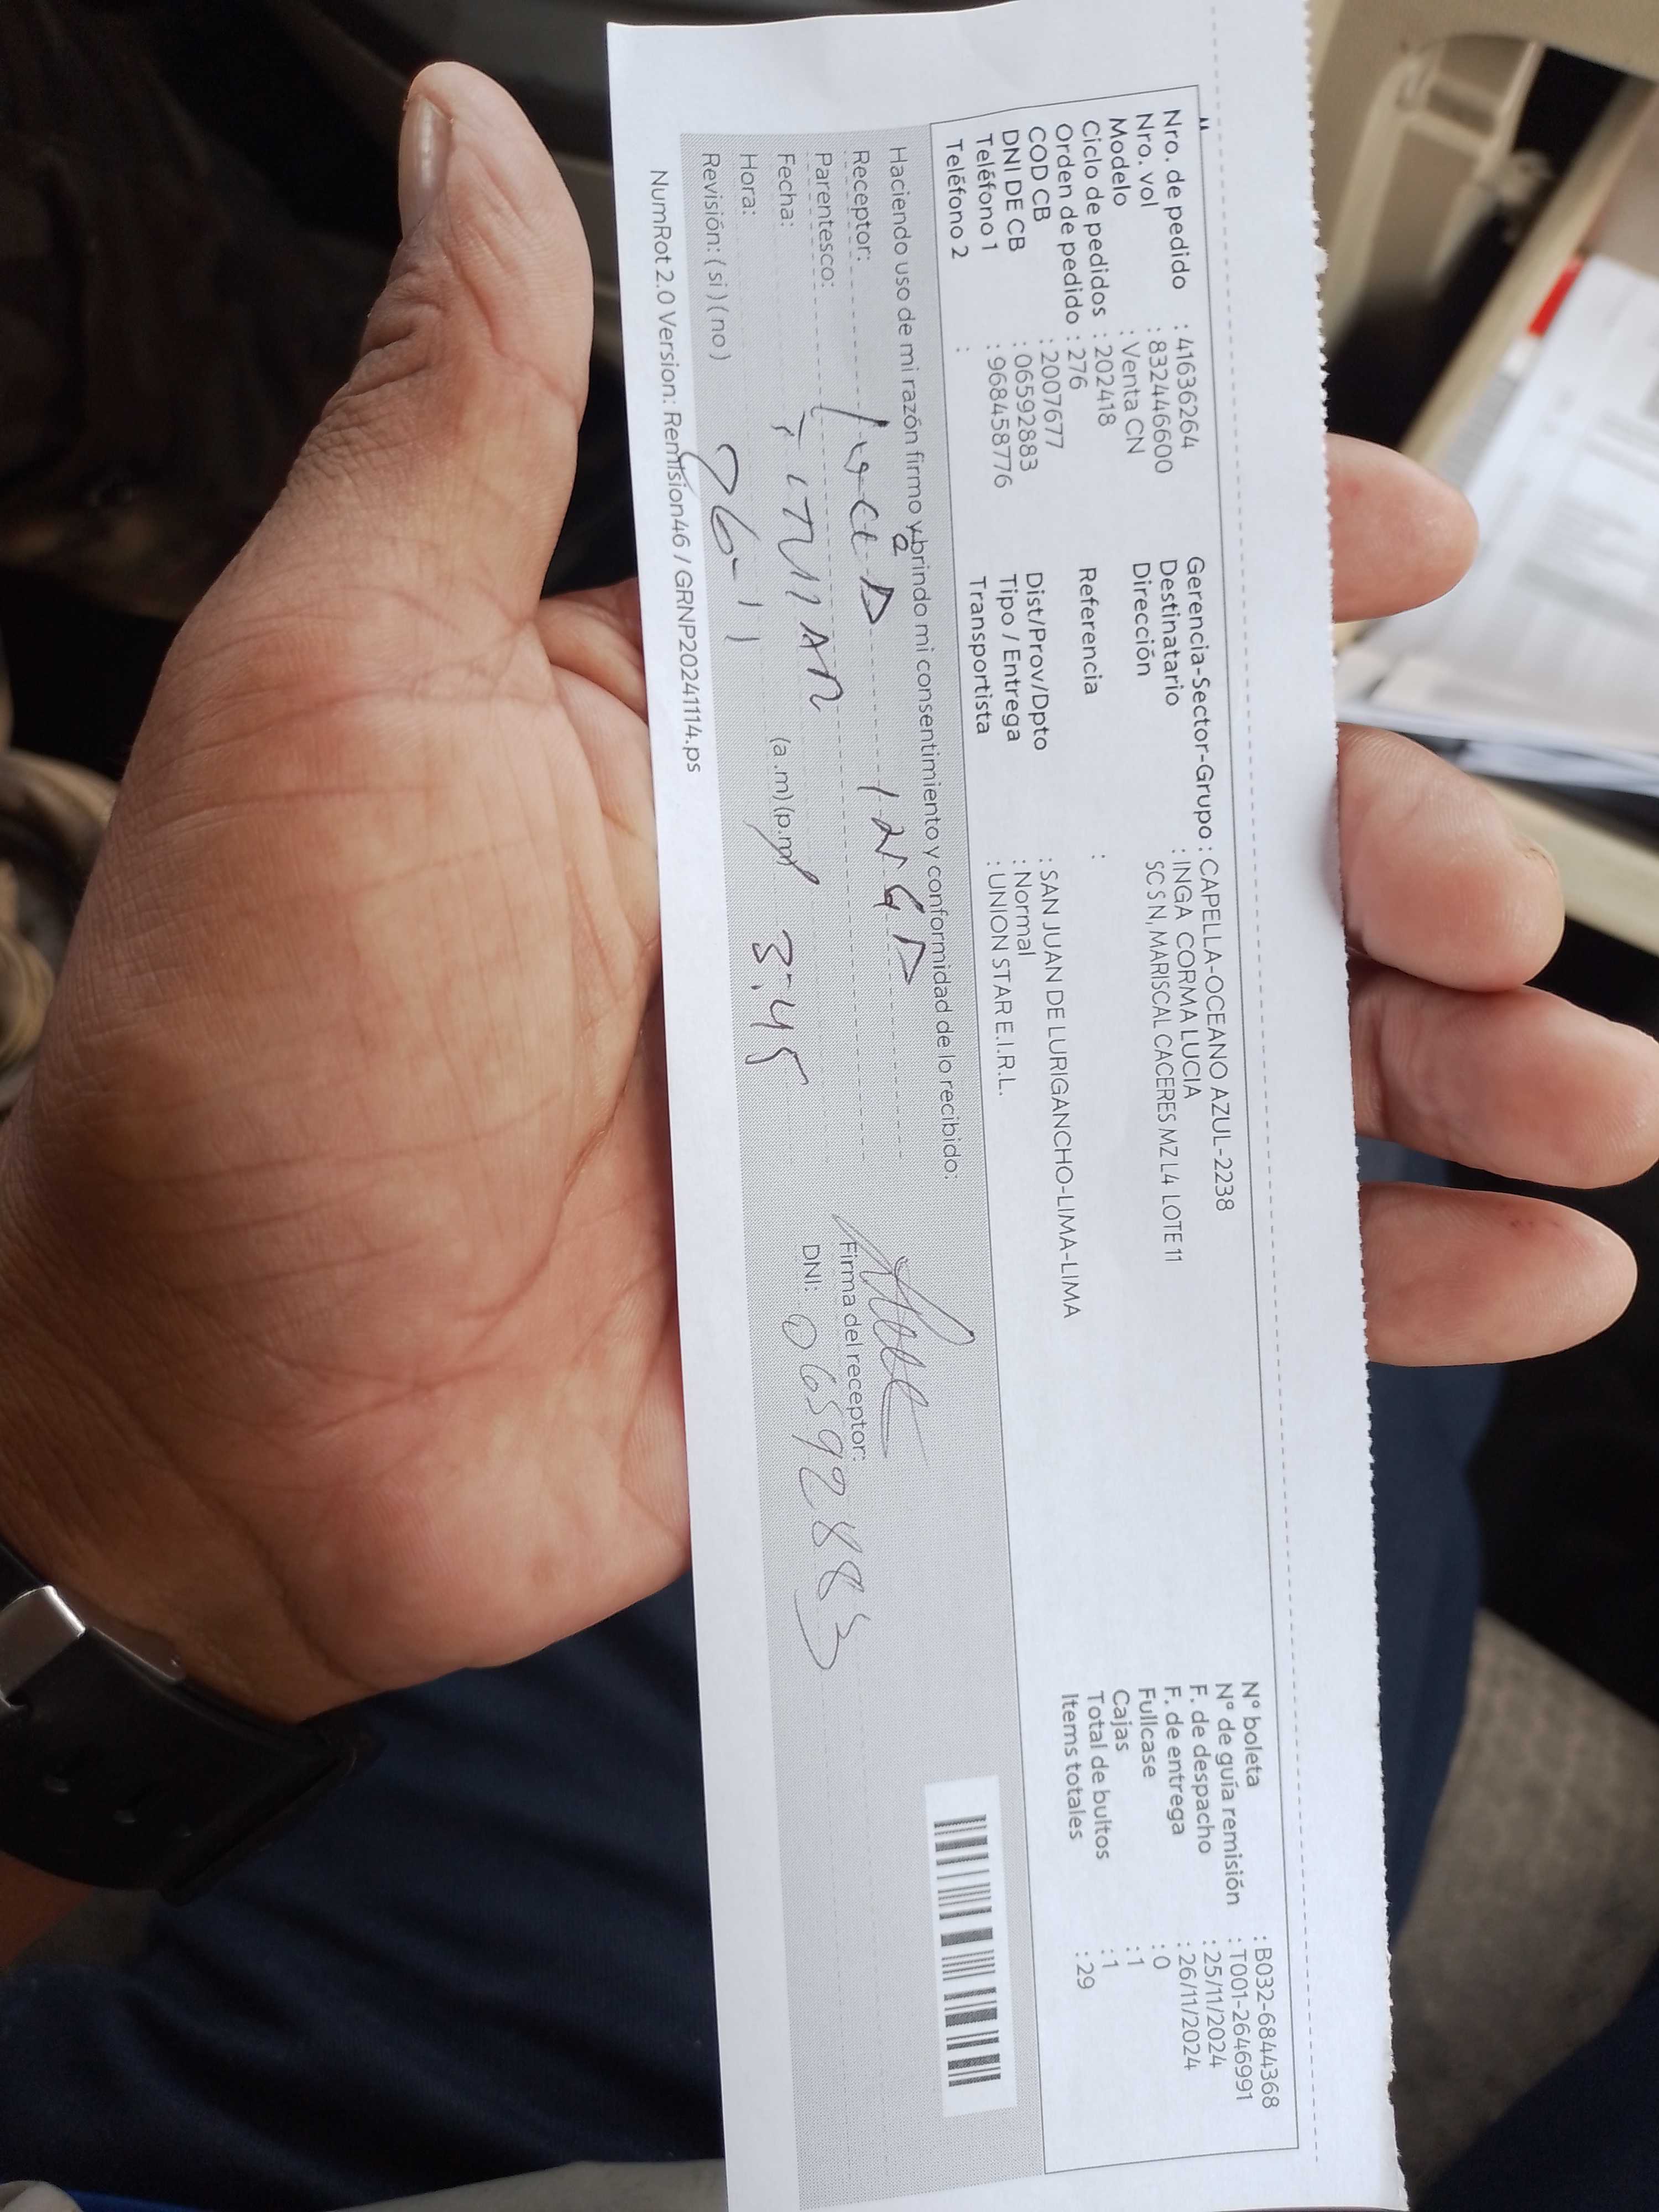 Nro. de pedido : 41636264
Nro. vol : 832446600
Modelo : Venta CN
Ciclo de pedidos : 202418
Orden de pedido : 276
COD CB : 2007677
DNI DE CB : 06592883
Teléfono 1 : 968458776
Teléfono 2 :
Gerencia-Sector-Grupo : CAPELLA-OCEANO AZUL-2238
Destinatario : INGA CORMA LUCIA
Dirección SC S N, MARISCAL CACERES MZ L4 LOTE 11
Referencia :
Dist/Prov/Dpto : SAN JUAN DE LURIGANCHO-LIMA-LIMA
Tipo / Entrega : Normal
Transportista : UNION STAR E.I.R.L.
N° boleta : B032-6844368
N° de guía remisión : T001-2646991
F. de despacho : 25/11/2024
F. de entrega : 26/11/2024
Fullcase : 0
Cajas : 1
Total de bultos : 1
Items totales : 29
Haciendo uso de mi razón firmo y brindo mi consentimiento y conformidad de lo recibido:
Receptor: INGA
Parentesco:
Fecha: 26-11
Hora: (a.m) (p.m) 3:45
Revisión: ( si ) ( no )
Firma del receptor:
DNI: 06592883
NumRot 2.0 Version: Remision46 / GRNP20241114.ps